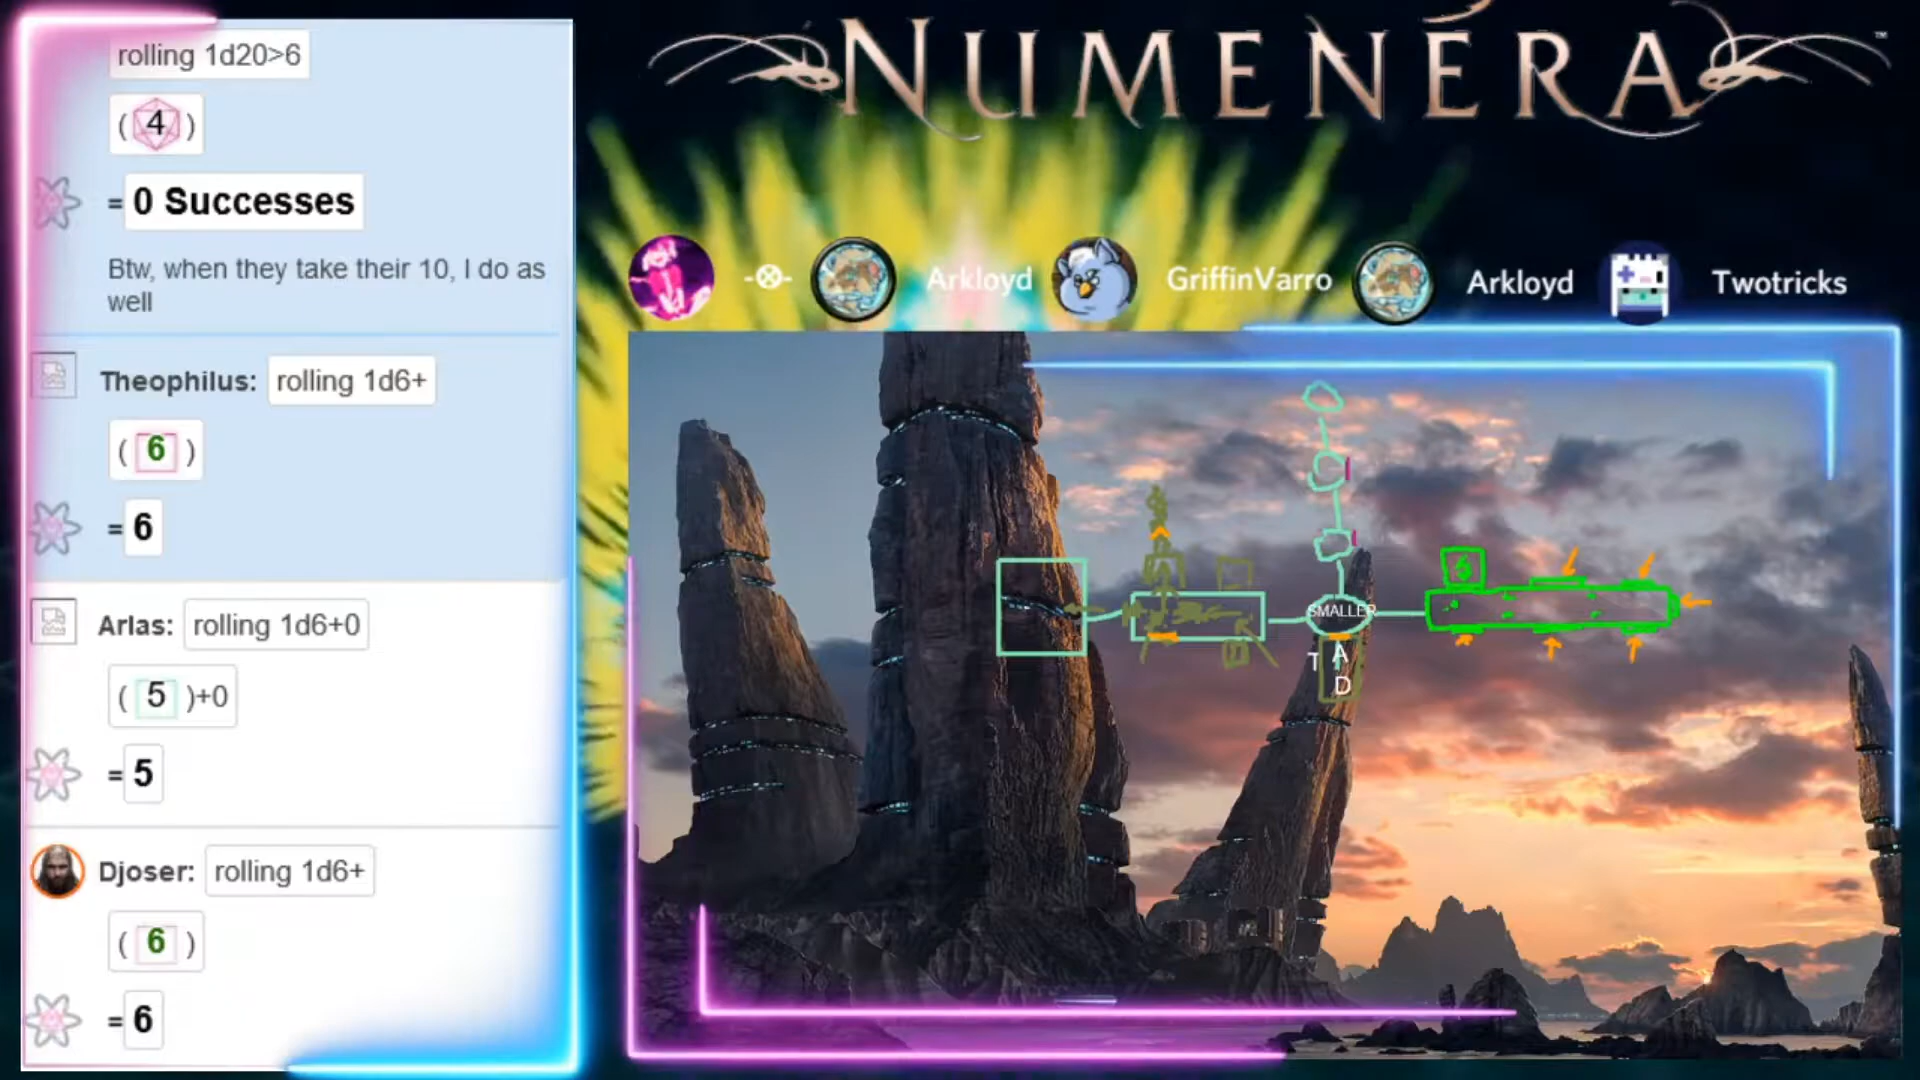 rolling 1d20>6
( 4 )
= 0 Successes
Btw, when they take their 10, I do as
well
Theophilus: rolling 1d6+
( 6 )
= 6
Arlas: rolling 1d6+0
( 5 )+0
= 5
Djoser: rolling 1d6+
( 6 )
= 6
NUMENÉRA™
-⊗- Arkloyd GriffinVarro Arkloyd Twotricks
SMALLER
T A
D